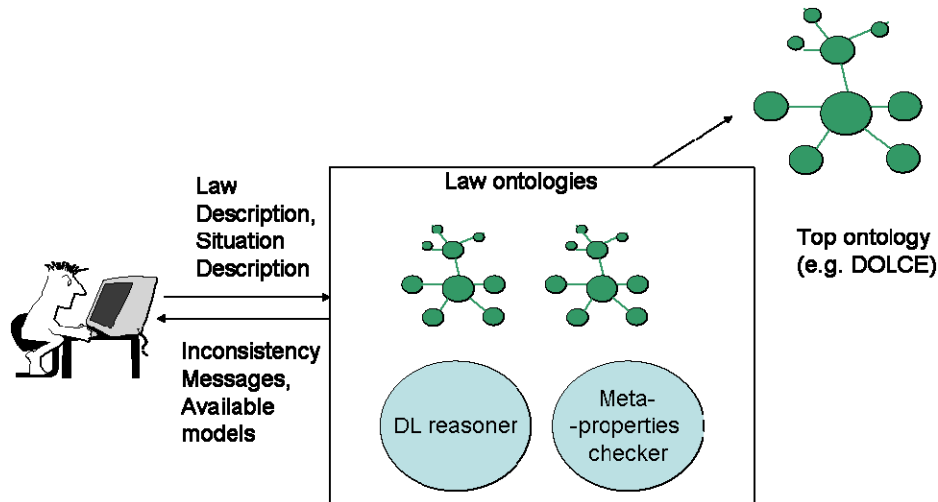 Law
Description,
Situation
Description
Inconsistency
Messages,
Available
models
Law ontologies
DL reasoner
Meta-
-properties
checker
Top ontology
(e.g. DOLCE)